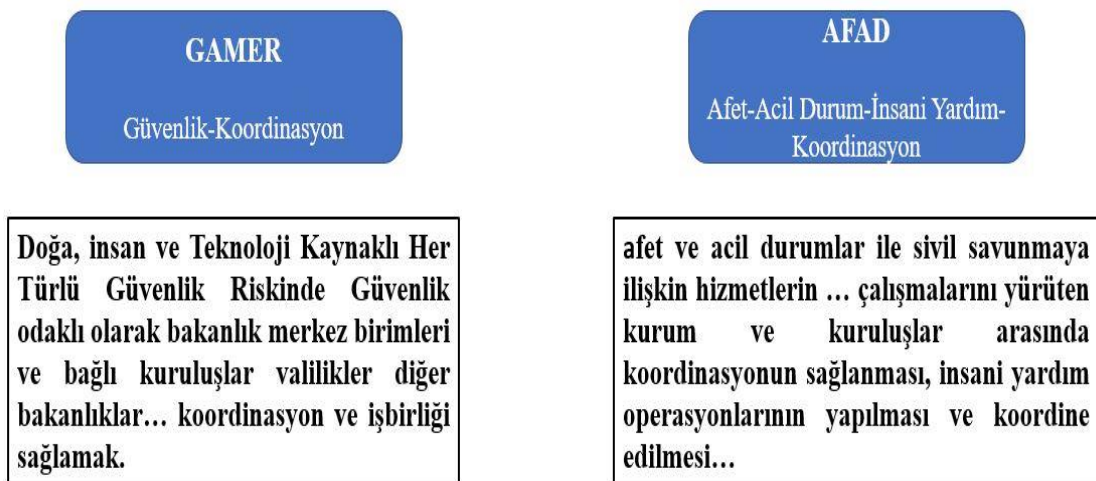 GAMER
Güvenlik-Koordinasyon
AFAD
Afet-Acil Durum-İnsani Yardım-
Koordinasyon
Doğa, insan ve Teknoloji Kaynaklı Her
Türlü Güvenlik Riskinde Güvenlik
odaklı olarak bakanlık merkez birimleri
ve bağlı kuruluşlar valilikler diğer
bakanlıklar… koordinasyon ve işbirliği
sağlamak.
afet ve acil durumlar ile sivil savunmaya
ilişkin hizmetlerin … çalışmalarını yürüten
kurum ve kuruluşlar arasında
koordinasyonun sağlanması, insani yardım
operasyonlarının yapılması ve koordine
edilmesi…